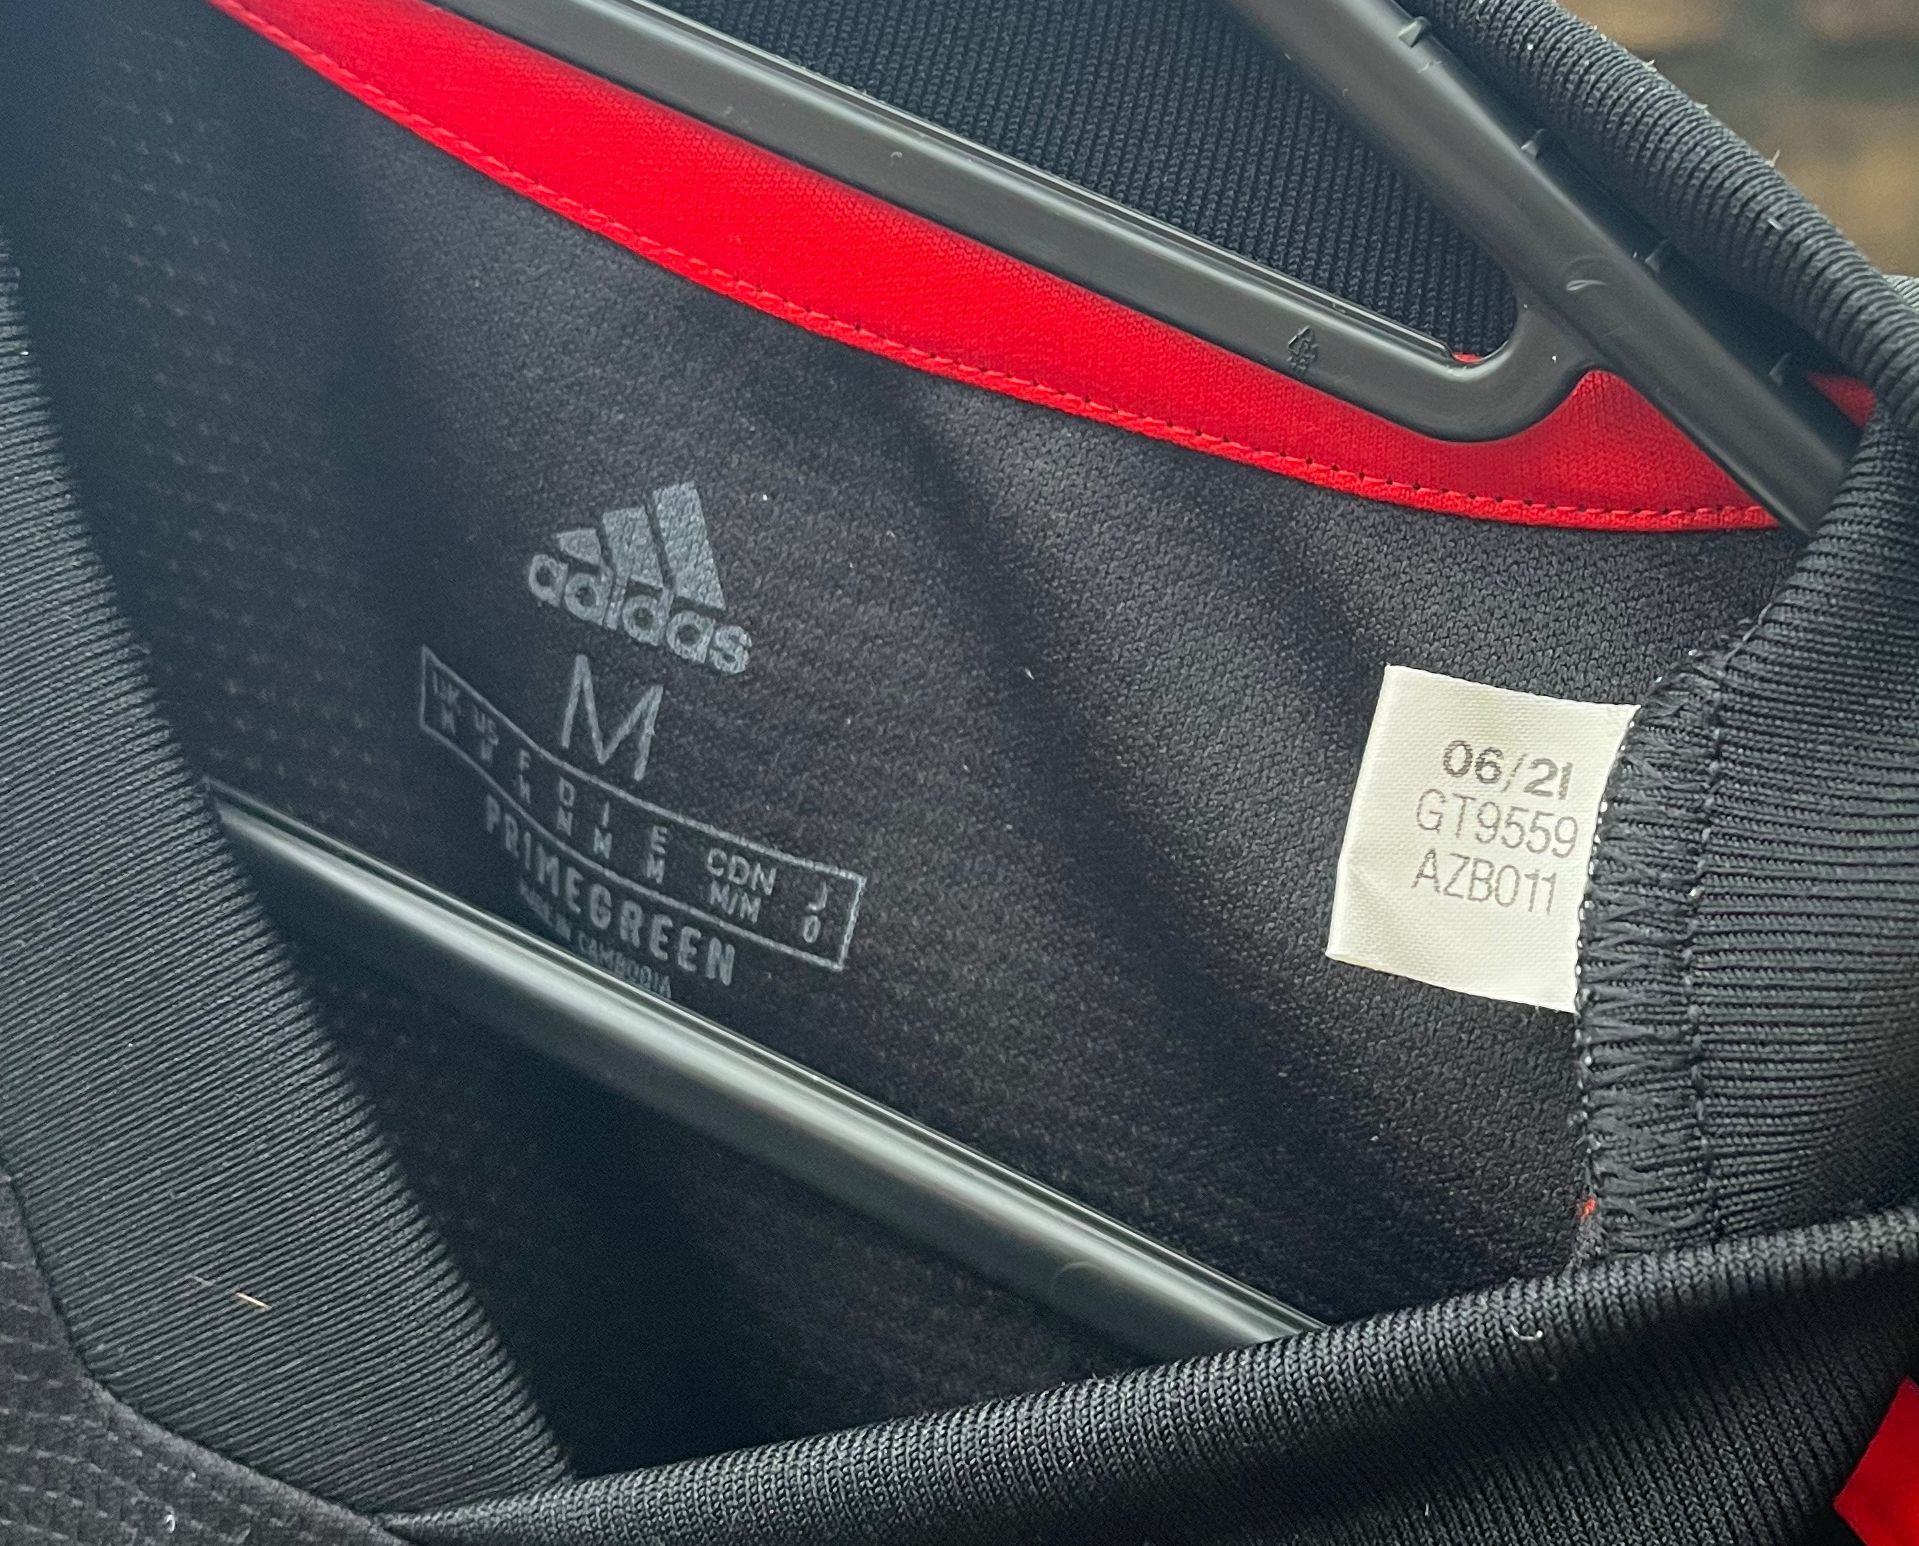 adidas
M
UK US F D I E CDN J
M M M M M M M/M O
PRIMEGREEN
MADE IN CAMBODIA
06/21
GT9559
AZB011